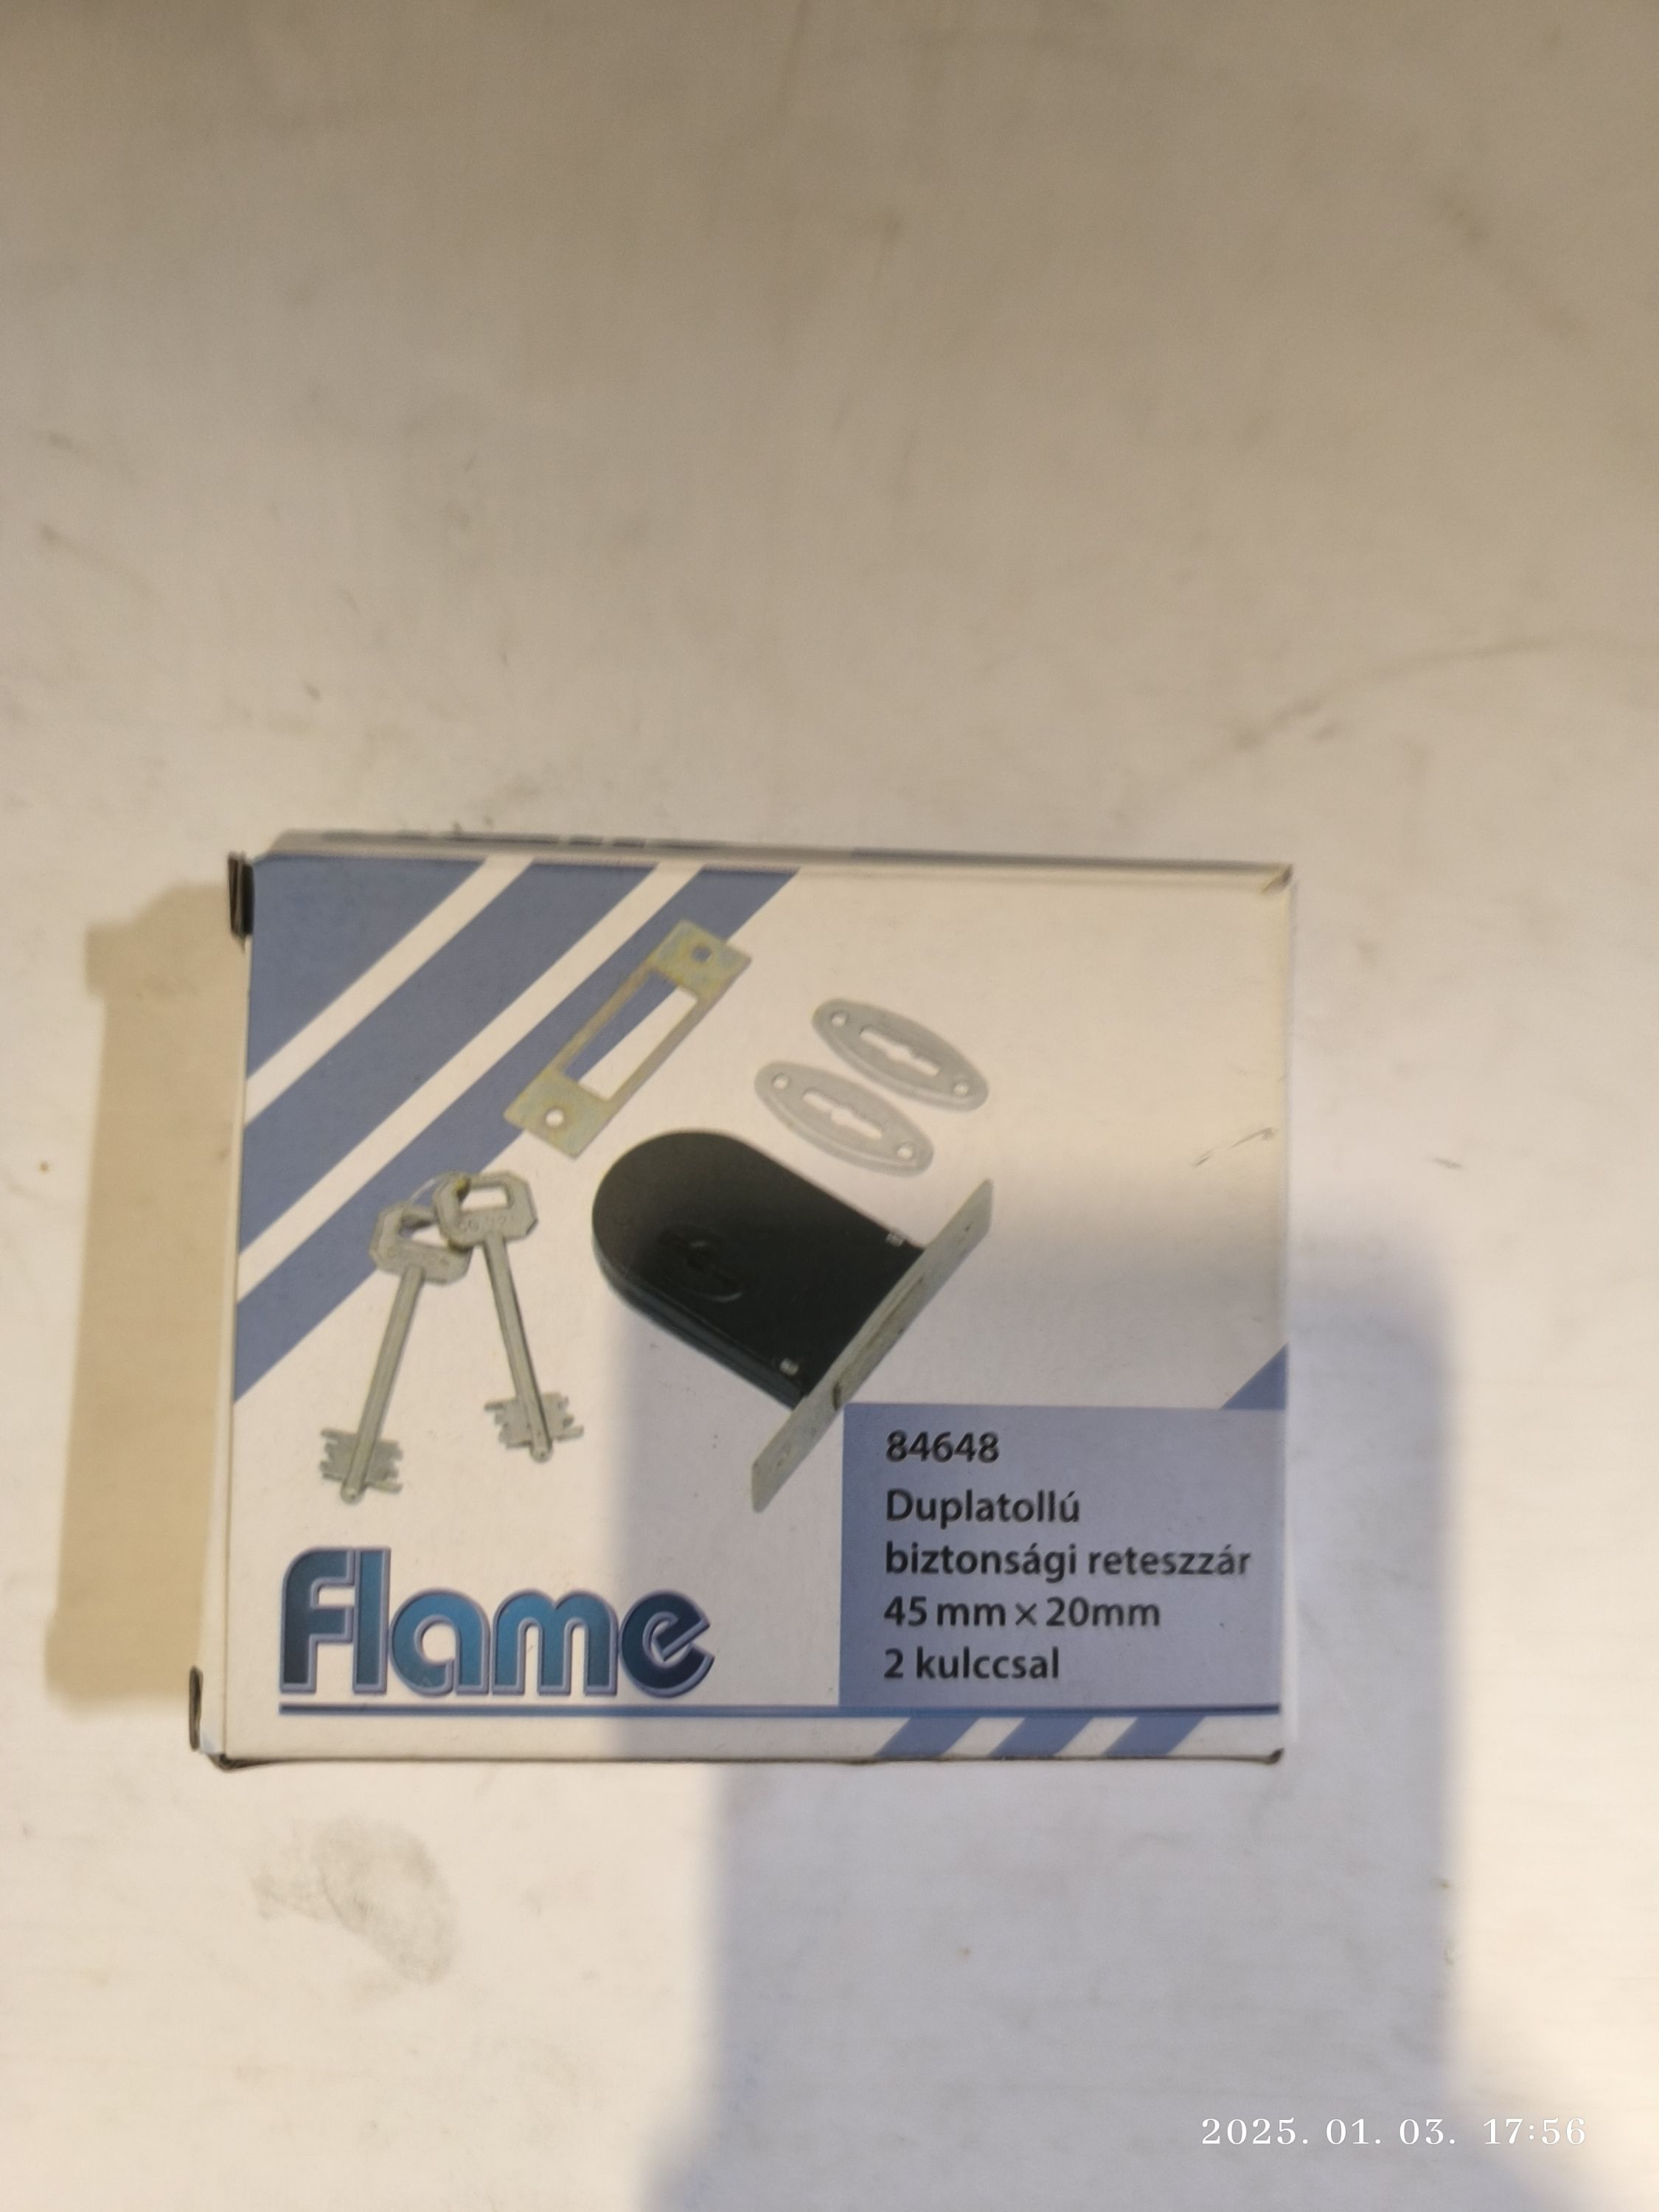 84648
Duplatollú
biztonsági reteszzár
45 mm × 20mm
2 kulccsal
Flame
2025. 01. 03. 17:56